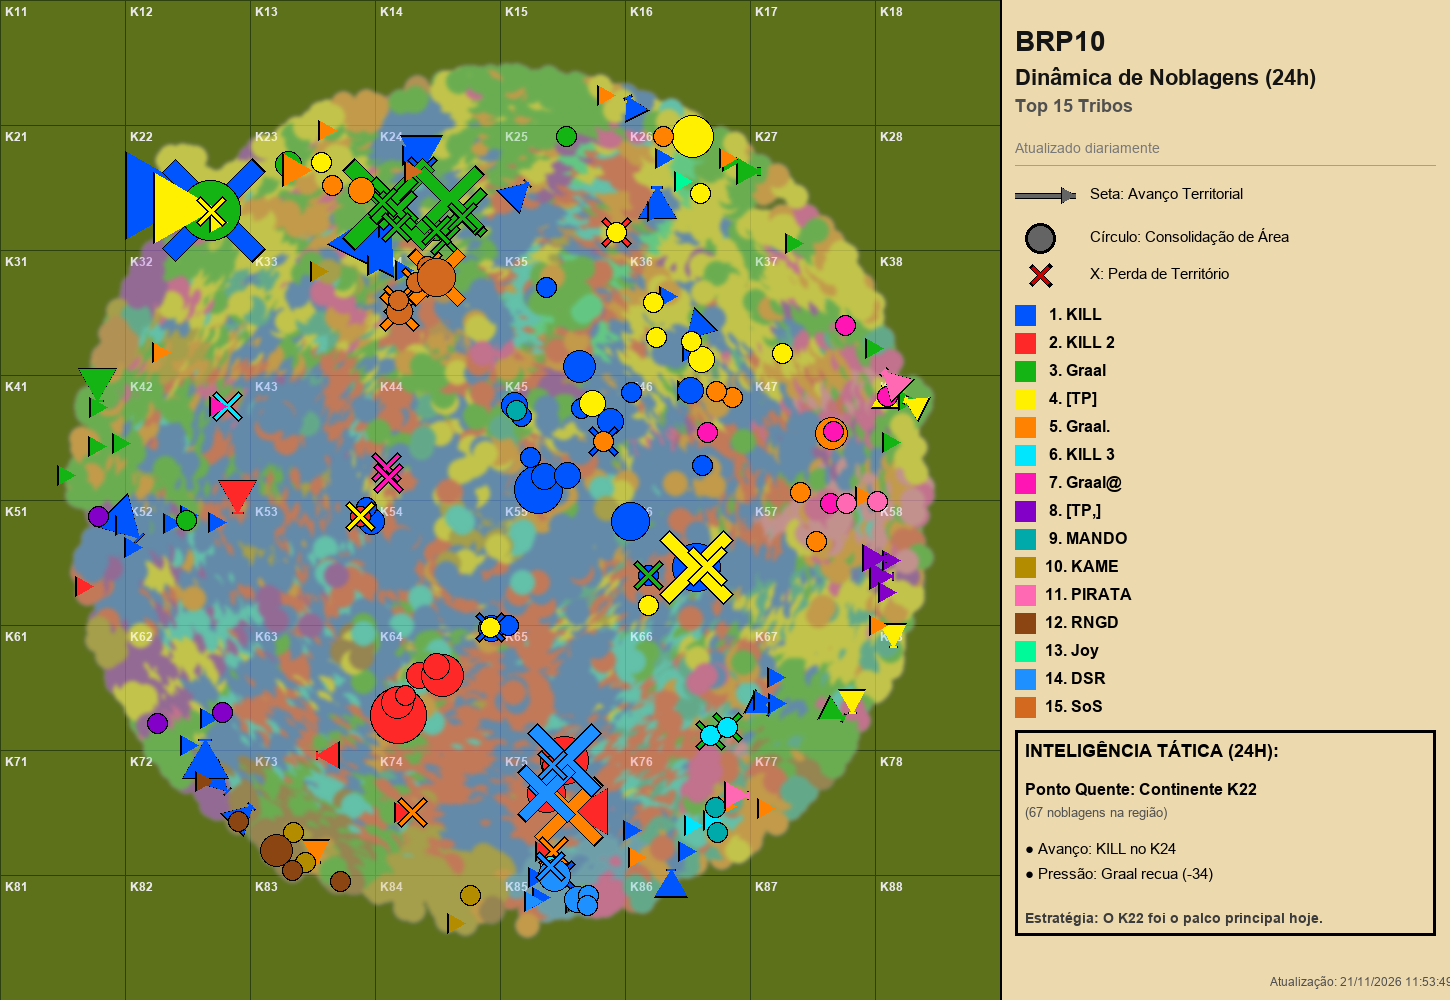 K11 K12 K13 K14 K15 K16 K17 K18
K21 K22 K23 K24 K25 K26 K27 K28
K31 K32 K33 K35 K37 K38
K41 K42 K43 K44 K45 K46 K47
K51 K52 K53 K54 K55 K56 K58
K61 K62 K63 K64 K65 K66 K67
K71 K72 K73 K74 K75 K76 K77 K78
K81 K82 K83 K84 K85 K86 K87 K88
BRP10
Dinâmica de Noblagens (24h)
Top 15 Tribos
Atualizado diariamente
Seta: Avanço Territorial
Círculo: Consolidação de Área
X: Perda de Território
1. KILL
2. KILL 2
3. Graal
4. [TP]
5. Graal.
6. KILL 3
7. Graal@
8. [TP,]
9. MANDO
10. KAME
11. PIRATA
12. RNGD
13. Joy
14. DSR
15. SoS
INTELIGÊNCIA TÁTICA (24H):
Ponto Quente: Continente K22
(67 noblagens na região)
● Avanço: KILL no K24
● Pressão: Graal recua (-34)
Estratégia: O K22 foi o palco principal hoje.
Atualização: 21/11/2026 11:53:49